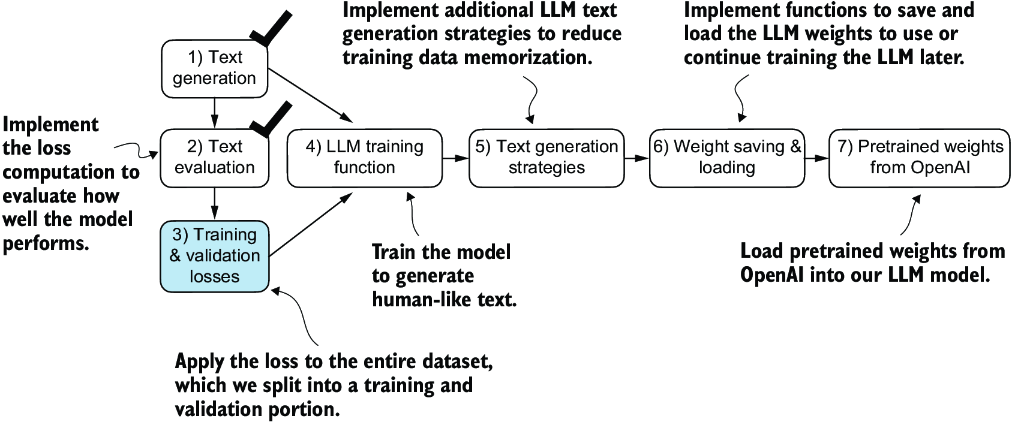 Implement additional LLM text
generation strategies to reduce
training data memorization.
Implement functions to save and
load the LLM weights to use or
continue training the LLM later.
1) Text
generation
Implement
the loss
computation to
evaluate how
well the model
performs.
2) Text
evaluation
4) LLM training
function
5) Text generation
strategies
6) Weight saving &
loading
7) Pretrained weights
from OpenAI
3) Training
& validation
losses
Train the model
to generate
human-like text.
Load pretrained weights from
OpenAI into our LLM model.
Apply the loss to the entire dataset,
which we split into a training and
validation portion.